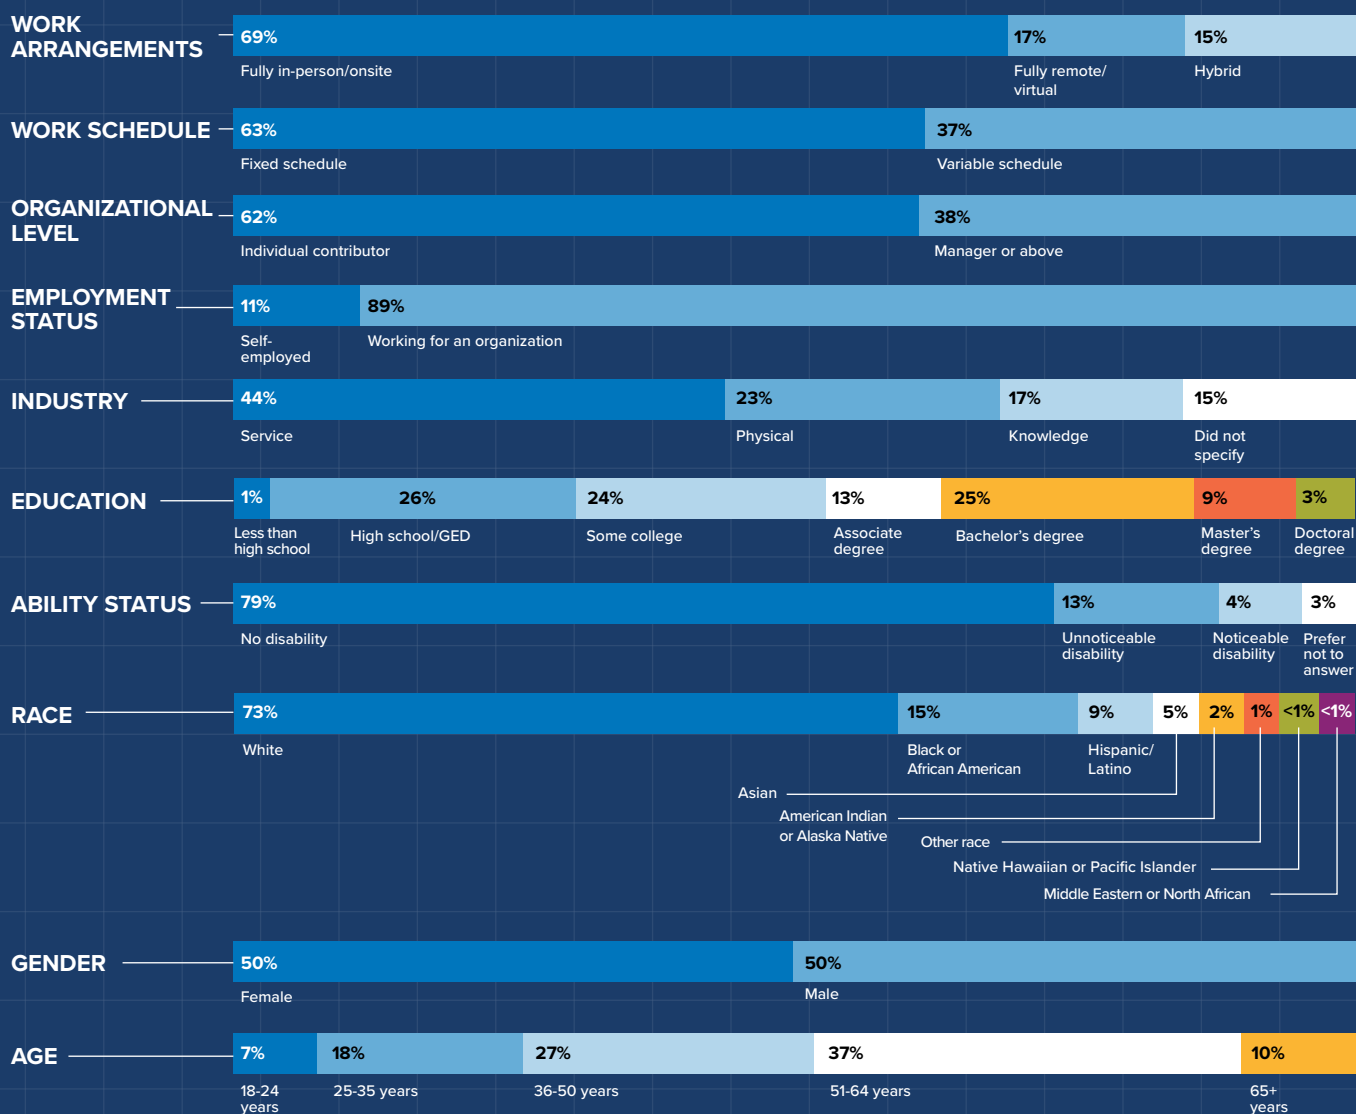 WORK
ARRANGEMENTS
69%
17%
15%
Fully in-person/onsite
Fully remote/
virtual
Hybrid
WORK SCHEDULE
63%
37%
Fixed schedule
Variable schedule
ORGANIZATIONAL
LEVEL
62%
38%
Individual contributor
Manager or above
EMPLOYMENT
STATUS
11%
89%
Self-
employed
Working for an organization
INDUSTRY
44%
23%
17%
15%
Service
Physical
Knowledge
Did not
specify
EDUCATION
1%
26%
24%
13%
25%
9%
3%
Less than
high school
High school/GED
Some college
Associate
degree
Bachelor's degree
Master's
degree
Doctoral
degree
ABILITY STATUS
79%
13%
4%
3%
No disability
Unnoticeable
disability
Noticeable
disability
Prefer
not to
answer
RACE
73%
15%
9%
5%
2%
1%
<1%
<1%
White
Black or
African American
Hispanic/
Latino
Asian
American Indian
or Alaska Native
Other race
Native Hawaiian or Pacific Islander
Middle Eastern or North African
GENDER
50%
50%
Female
Male
AGE
7%
18%
27%
37%
10%
18-24
years
25-35 years
36-50 years
51-64 years
65+
years